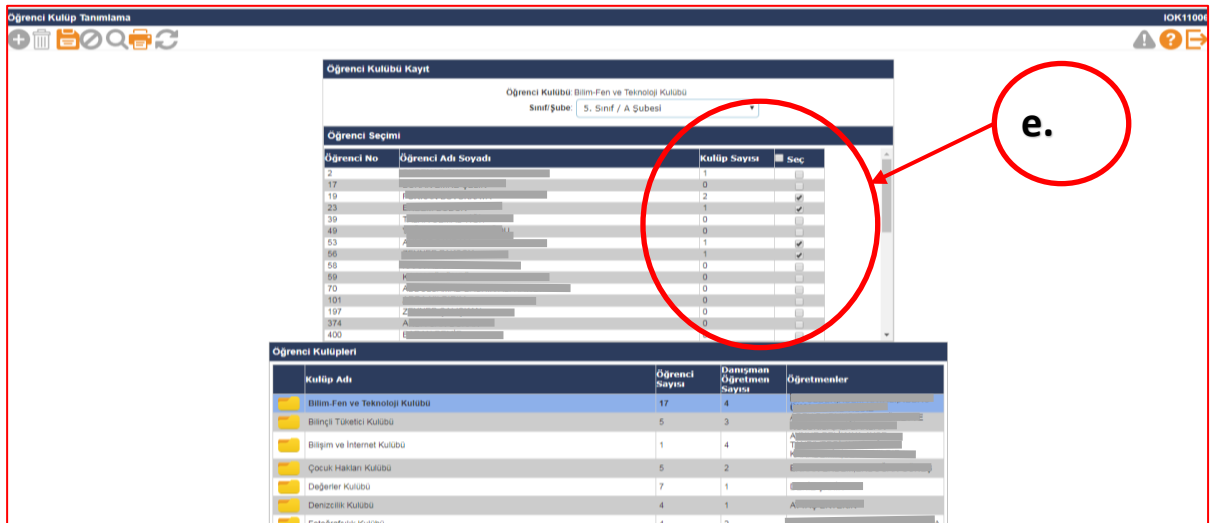 Öğrenci Kulüp Tanımlama IOK11006
Öğrenci Kulübü Kayıt
Öğrenci Kulübü: Bilim-Fen ve Teknoloji Kulübü
Sınıf/Şube: 5. Sınıf / A Şubesi
e.
Öğrenci Seçimi
Öğrenci No Öğrenci Adı Soyadı Kulüp Sayısı Seç
2 1
17 0
19 2
23 1
39 0
49 0
53 1
56 1
58 0
59 0
70 0
101 0
197 0
374 0
400
Öğrenci Kulüpleri
Kulüp Adı Öğrenci Sayısı Danışman Öğretmen Sayısı Öğretmenler
Bilim-Fen ve Teknoloji Kulübü 17 4
Bilinçli Tüketici Kulübü 5 3
Bilişim ve İnternet Kulübü 1 4
Çocuk Hakları Kulübü 5 2
Değerler Kulübü 7 1
Denizcilik Kulübü 4 1